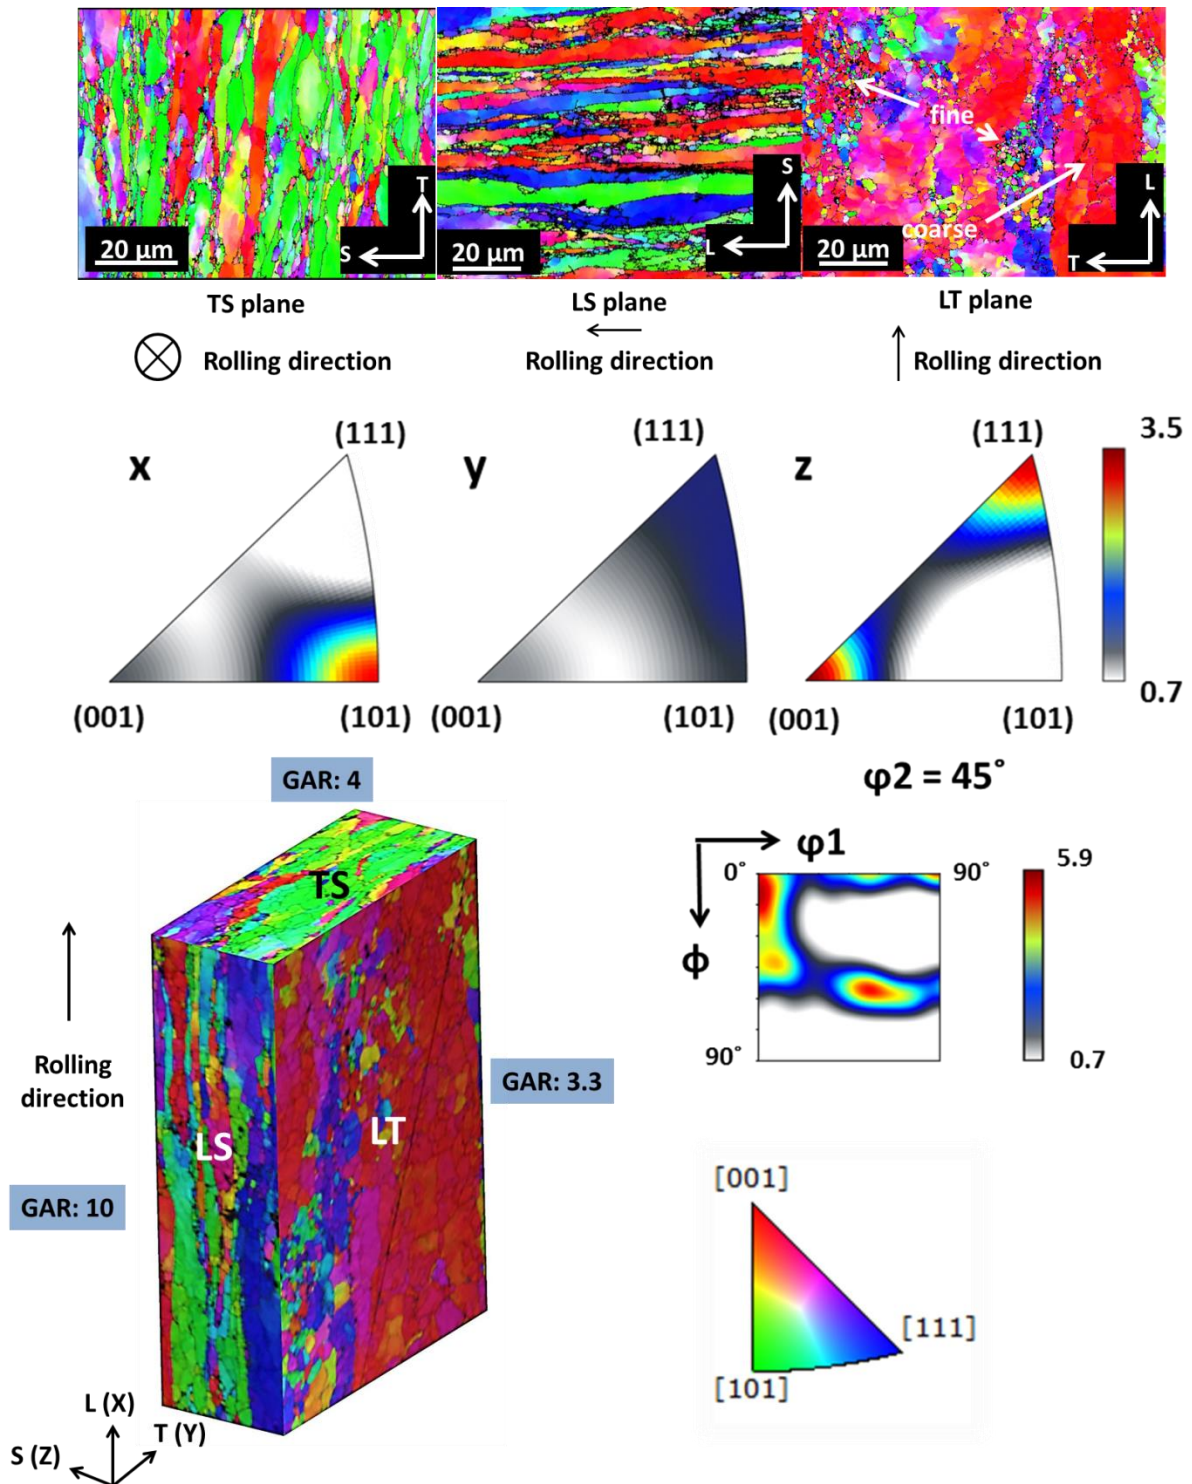 T
S
20 µm
S
L
20 µm
fine
coarse
L
T
20 µm
TS plane
LS plane
LT plane
Rolling direction
Rolling direction
Rolling direction
x
(111)
(001)
(101)
y
(111)
(001)
(101)
z
(111)
(001)
(101)
3.5
0.7
GAR: 4
TS
Rolling
direction
LS
LT
GAR: 3.3
GAR: 10
L (X)
T (Y)
S (Z)
φ2 = 45°
φ1
0°
90°
ϕ
90°
5.9
0.7
[001]
[111]
[101]